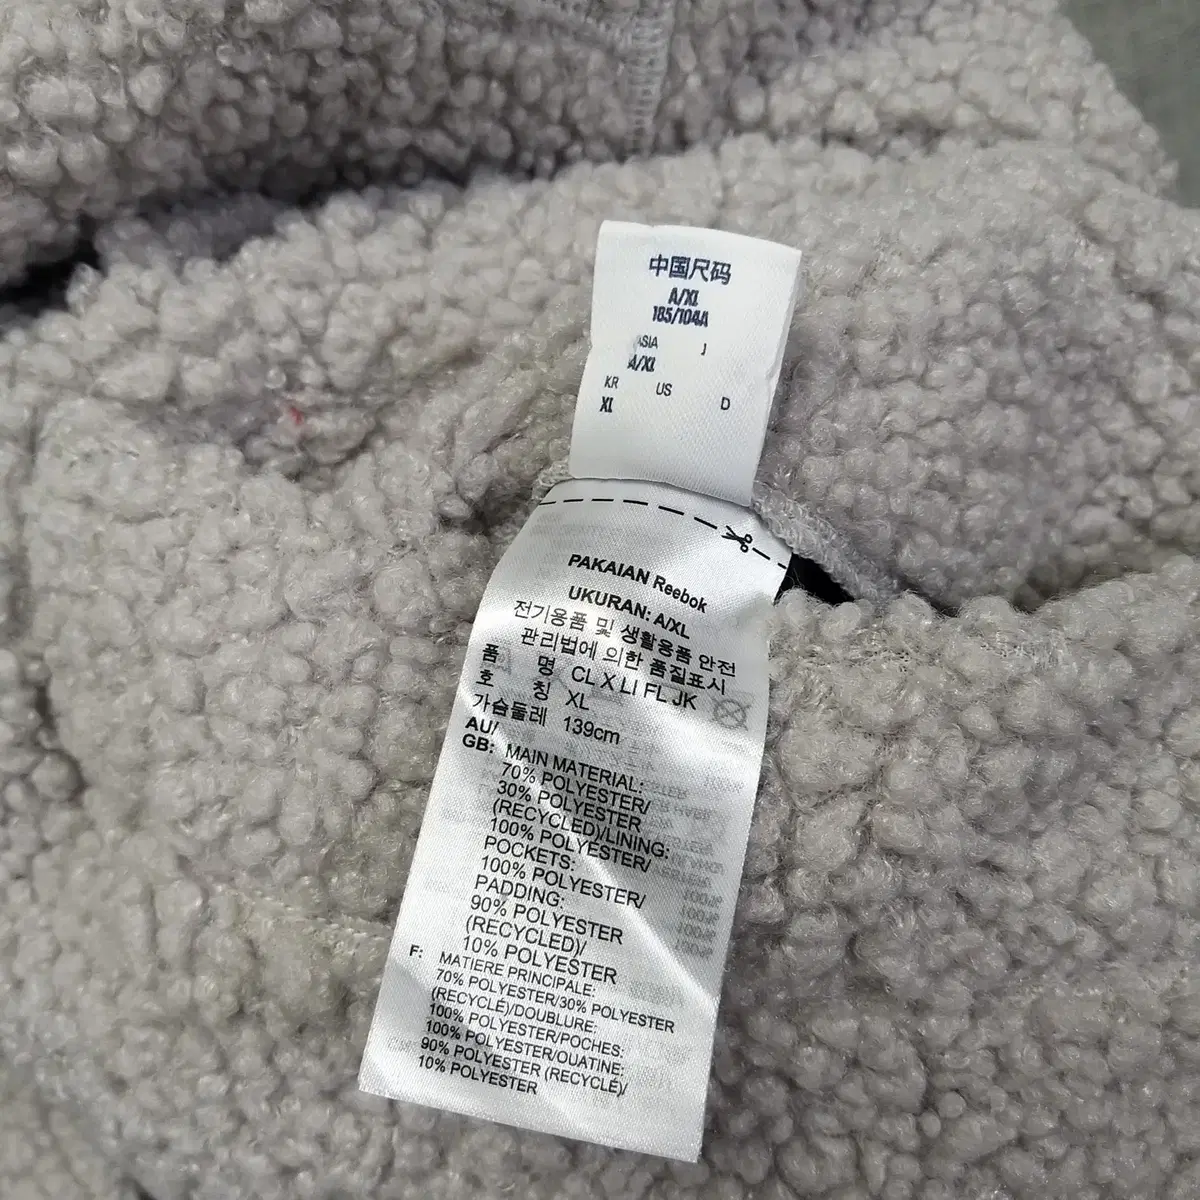 中国尺码
A/XL
185/104A
ASIA J
A/XL
KR US D
XL
PAKAIAN Reebok
UKURAN: A/XL
전기용품 및 생활용품 안전
관리법에 의한 품질표시
품 명 CL X LI FL JK
호 칭 XL
가슴둘레 139cm
AU/
GB: MAIN MATERIAL:
70% POLYESTER/
30% POLYESTER
(RECYCLED)/LINING:
100% POLYESTER/
POCKETS:
100% POLYESTER/
PADDING:
90% POLYESTER
(RECYCLED)/
10% POLYESTER
F: MATIERE PRINCIPALE:
70% POLYESTER/30% POLYESTER
(RECYCLÉ)/DOUBLURE:
100% POLYESTER/POCHES:
100% POLYESTER/OUATINE:
90% POLYESTER (RECYCLÉ)/
10% POLYESTER